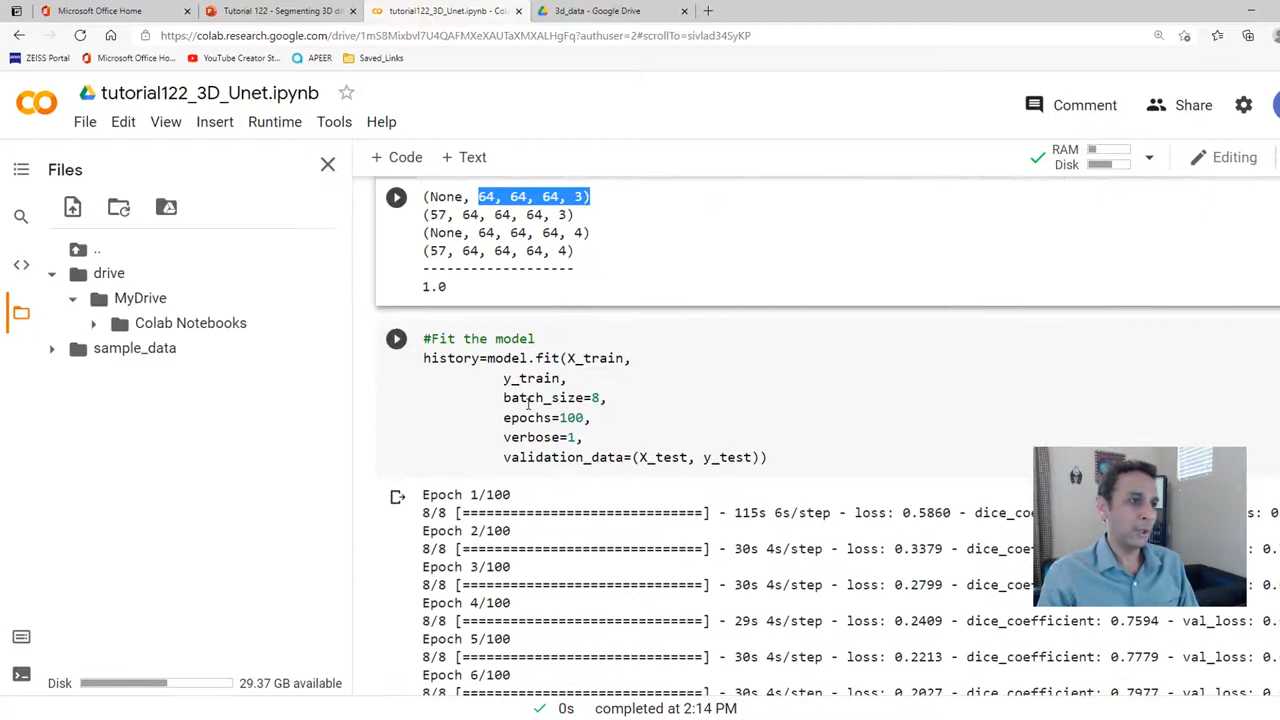 Microsoft Office Home
Tutorial 122 - Segmenting 3D d
tutorial122_3D_Unet.ipynb - Co
3d_data - Google Drive
https://colab.research.google.com/drive/1mS8Mixbvl7U4QAFMXeXAUTaXMXALHgFq?authuser=2#scrollTo=sivlad34SyKP
ZEISS Portal
Microsoft Office Ho...
YouTube Creator St...
APEER
Saved_Links
tutorial122_3D_Unet.ipynb
Comment
Share
File Edit View Insert Runtime Tools Help
Files
+ Code + Text
RAM
Disk
Editing
..
drive
MyDrive
Colab Notebooks
sample_data
(None, 64, 64, 64, 3)
(57, 64, 64, 64, 3)
(None, 64, 64, 64, 4)
(57, 64, 64, 64, 4)
-------------------
1.0
#Fit the model
history=model.fit(X_train,
y_train,
batch_size=8,
epochs=100,
verbose=1,
validation_data=(X_test, y_test))
Epoch 1/100
8/8 [==============================] - 115s 6s/step - loss: 0.5860 - dice_co
Epoch 2/100
8/8 [==============================] - 30s 4s/step - loss: 0.3379 - dice_coe
Epoch 3/100
8/8 [==============================] - 30s 4s/step - loss: 0.2799 - dice_coe
Epoch 4/100
8/8 [==============================] - 29s 4s/step - loss: 0.2409 - dice_coefficient: 0.7594 - val_loss: 0.
Epoch 5/100
8/8 [==============================] - 30s 4s/step - loss: 0.2213 - dice_coefficient: 0.7779 - val_loss: 0.
Epoch 6/100
8/8 [==============================] - 30s 4s/step - loss: 0.2027 - dice_coefficient: 0.7977 - val_loss: 0.
Disk
29.37 GB available
0s completed at 2:14 PM